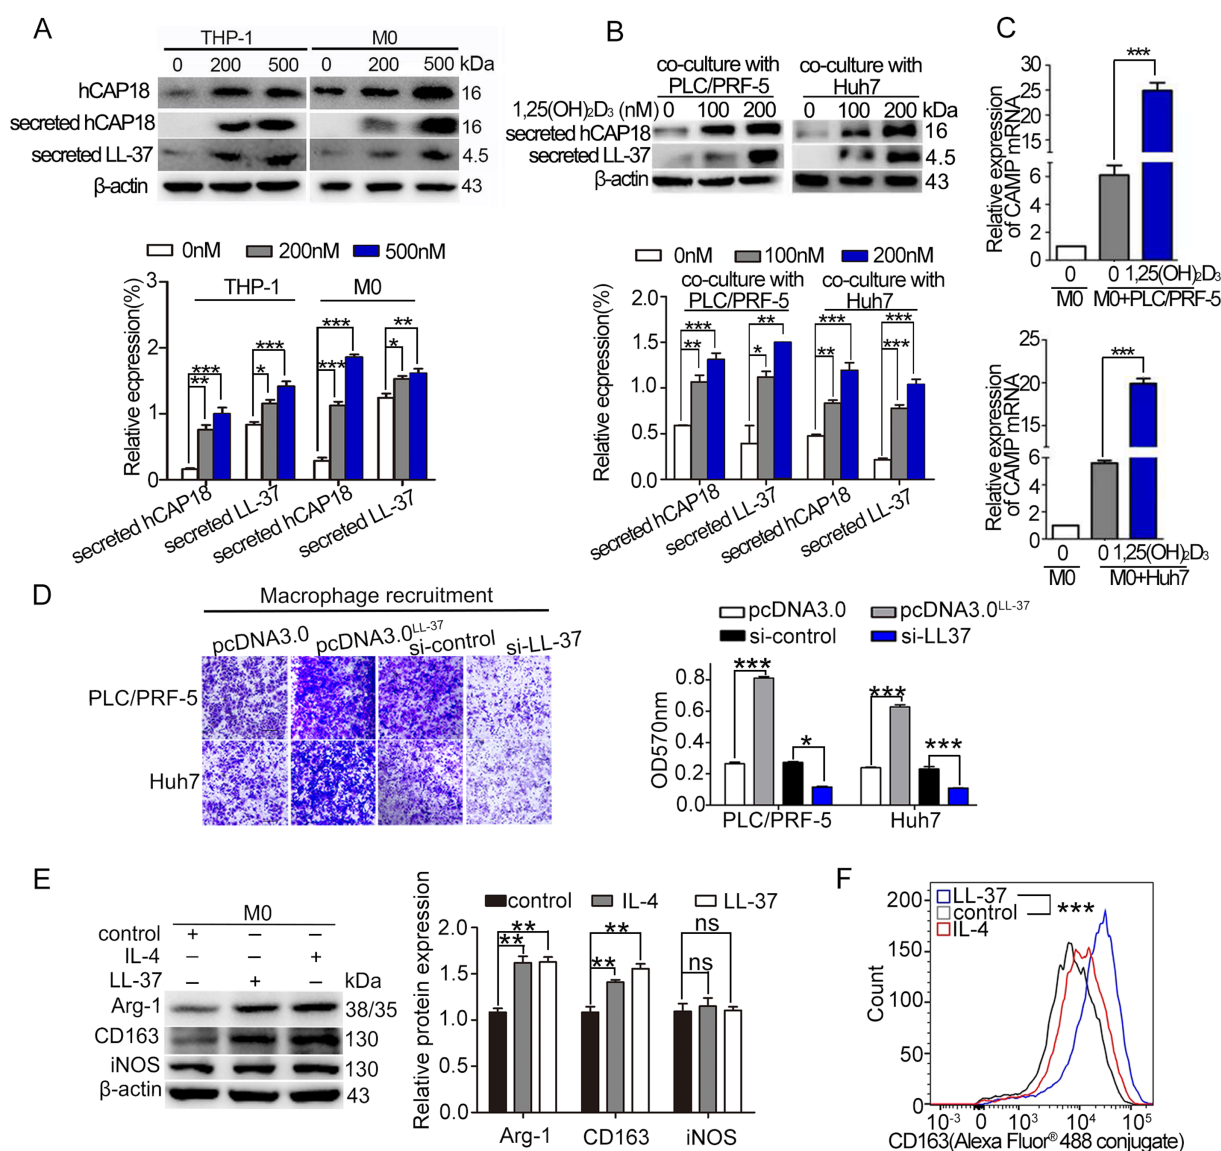 A
THP-1 M0
0 200 500 0 200 500 kDa
hCAP18 16
secreted hCAP18 16
secreted LL-37 4.5
β-actin 43
0nM 200nM 500nM
THP-1 M0
Relative ecpression(%)
3
2
1
0
*** ** *** * *** *** ** *
secreted hCAP18
secreted LL-37
secreted hCAP18
secreted LL-37
B
co-culture with PLC/PRF-5
co-culture with Huh7
1,25(OH)₂D₃ (nM) 0 100 200 0 100 200 kDa
secreted hCAP18 16
secreted LL-37 4.5
β-actin 43
0nM 100nM 200nM
co-culture with PLC/PRF-5
co-culture with Huh7
Relative ecpression(%)
2.0
1.5
1.0
0.5
0
*** ** ** * *** ** *** ***
secreted hCAP18
secreted LL-37
secreted hCAP18
secreted LL-37
C
Relative expression
of CAMP mRNA
30
25
20
15
10
6
4
2
0
***
0 0 1,25(OH)₂D₃
M0 M0+PLC/PRF-5
Relative expression
of CAMP mRNA
25
20
15
10
6
4
2
0
***
0 0 1,25(OH)₂D₃
M0 M0+Huh7
D
Macrophage recruitment
pcDNA3.0 pcDNA3.0LL-37 si-control si-LL-37
PLC/PRF-5
Huh7
pcDNA3.0 pcDNA3.0LL-37
si-control si-LL37
OD570nm
0.8
0.6
0.4
0.2
0.0
*** * *** ***
PLC/PRF-5 Huh7
E
M0
control + − −
IL-4 − − +
LL-37 − + − kDa
Arg-1 38/35
CD163 130
iNOS 130
β-actin 43
control IL-4 LL-37
Relative protein expression
2.0
1.5
1.0
0.5
0.0
** ** ** ** ns ns
Arg-1 CD163 iNOS
F
LL-37
control
IL-4
***
Count
200
150
100
50
0
10-3 0 10³ 10⁴ 10⁵
CD163(Alexa Fluor® 488 conjugate)